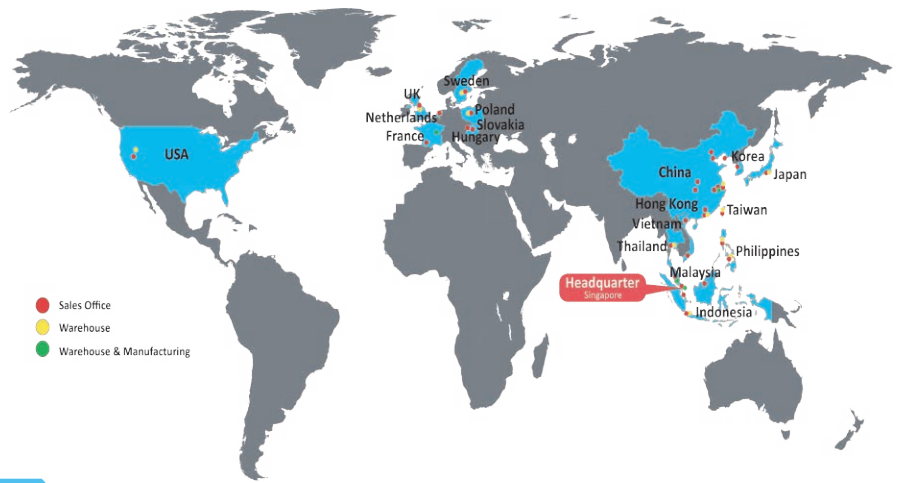 Sweden
UK
Netherlands
Poland
Slovakia
France
Hungary
USA
Korea
China
Japan
Hong Kong
Taiwan
Vietnam
Thailand
Philippines
Malaysia
Headquarter
Singapore
Indonesia
Sales Office
Warehouse
Warehouse & Manufacturing